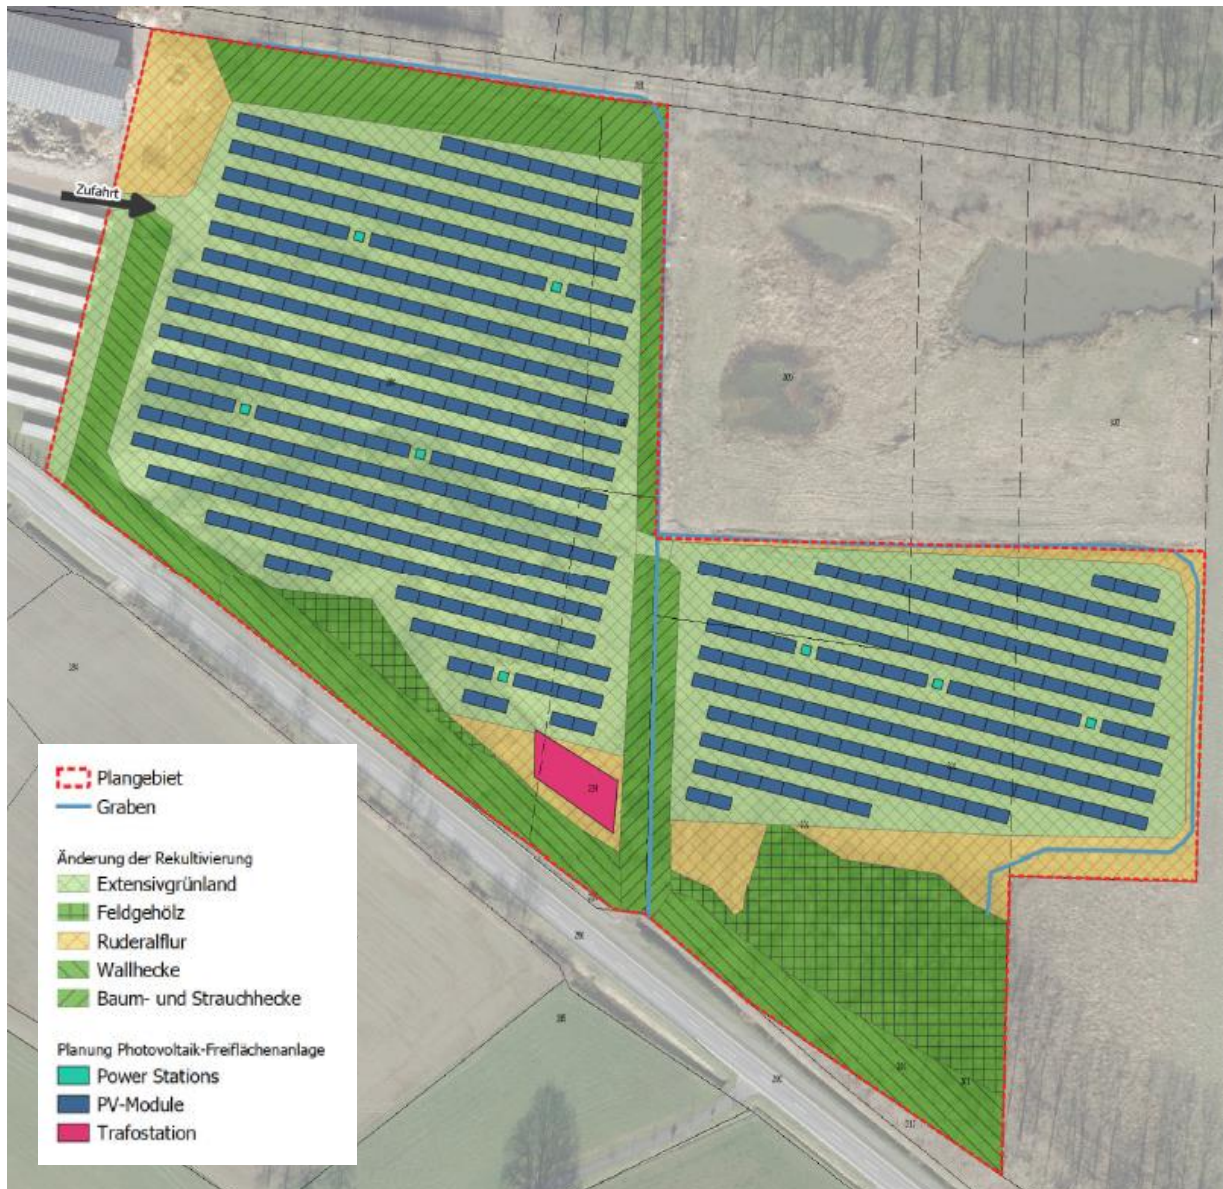 Zufahrt
Plangebiet
Graben
Änderung der Rekultivierung
Extensivgrünland
Feldgehölz
Ruderalflur
Wallhecke
Baum- und Strauchhecke
Planung Photovoltaik-Freiflächenanlage
Power Stations
PV-Module
Trafostation